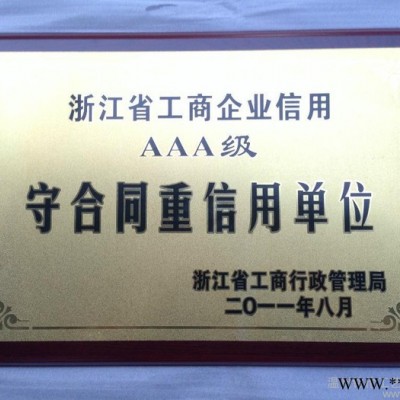 浙江省工商企业信用
AAA级
守合同重信用单位
浙江省工商行政管理局
二〇一一年八月
www.*